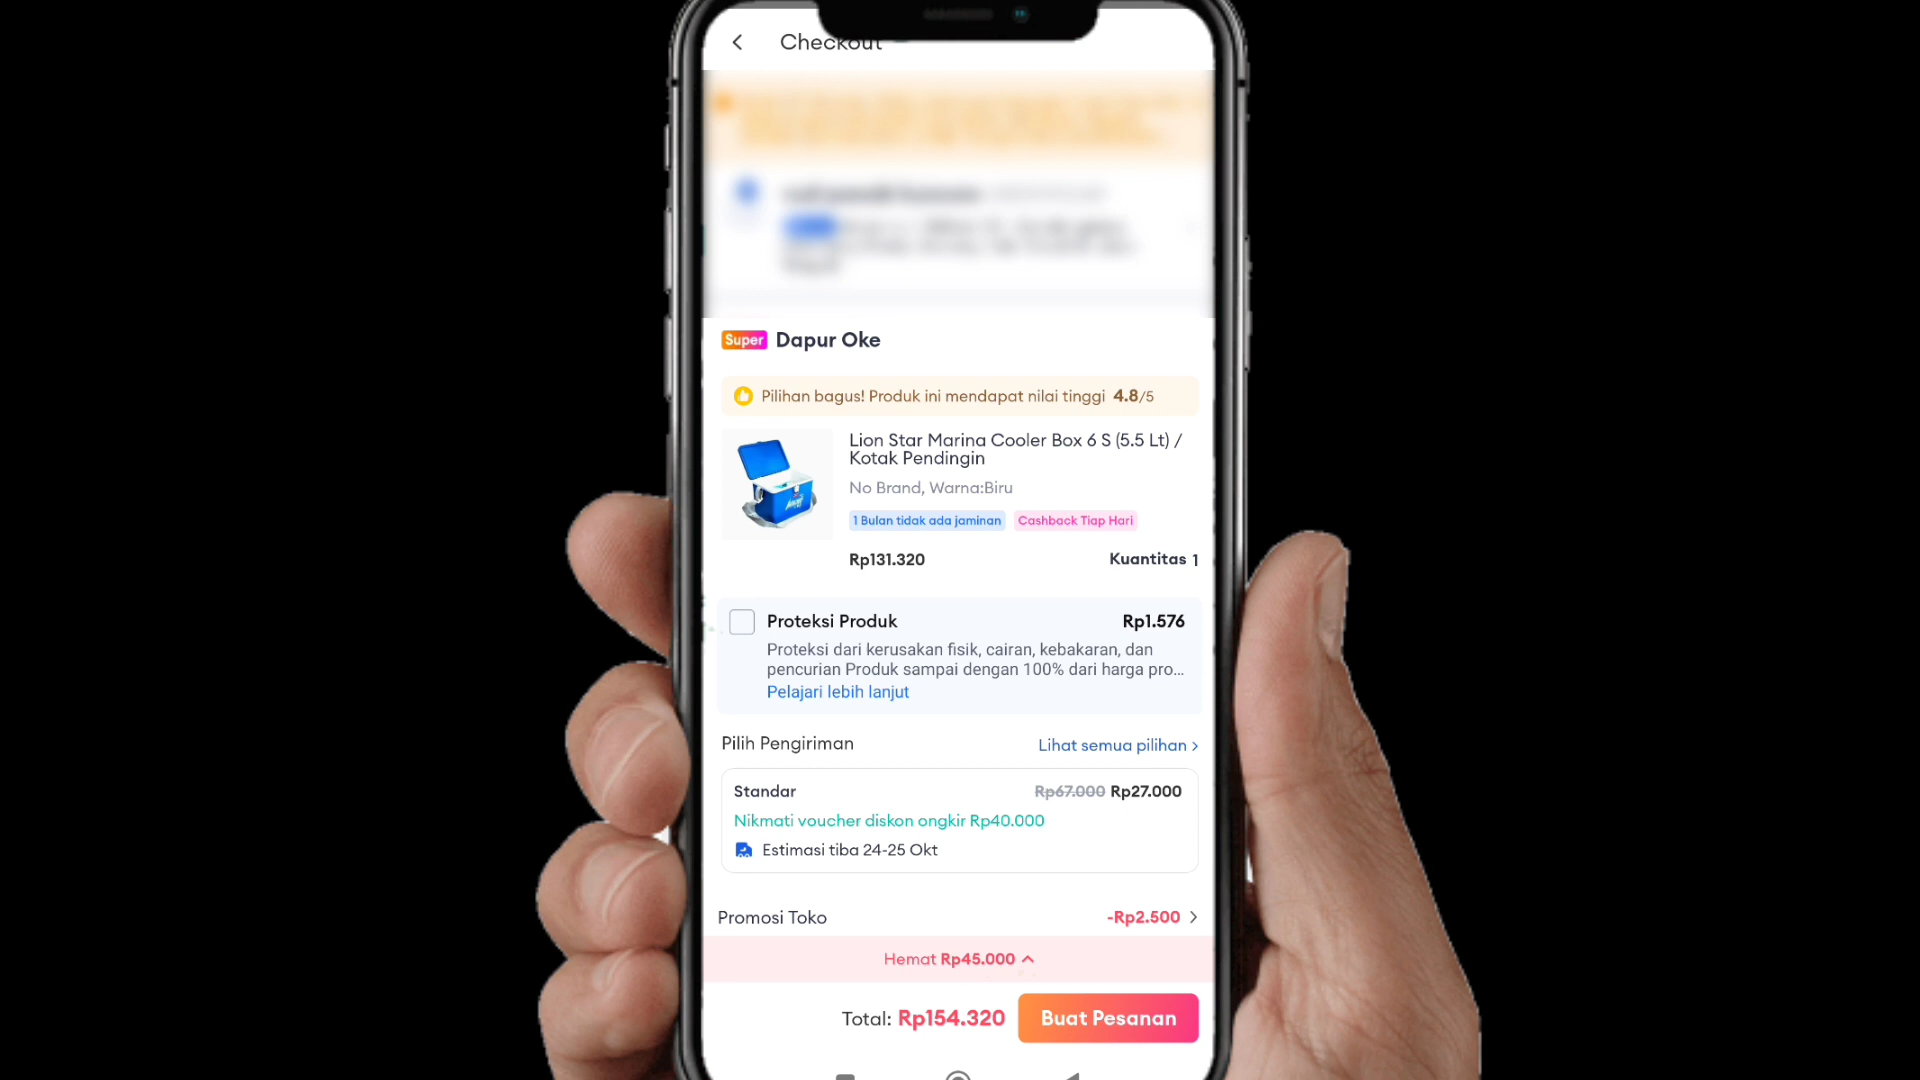 Checkout
Super Dapur Oke
Pilihan bagus! Produk ini mendapat nilai tinggi 4.8/5
Lion Star Marina Cooler Box 6 S (5.5 Lt) /
Kotak Pendingin
No Brand, Warna:Biru
1 Bulan tidak ada jaminan Cashback Tiap Hari
Rp131.320 Kuantitas 1
Proteksi Produk Rp1.576
Proteksi dari kerusakan fisik, cairan, kebakaran, dan
pencurian Produk sampai dengan 100% dari harga pro...
Pelajari lebih lanjut
Pilih Pengiriman Lihat semua pilihan >
Standar Rp67.000 Rp27.000
Nikmati voucher diskon ongkir Rp40.000
Estimasi tiba 24-25 Okt
Promosi Toko -Rp2.500 >
Hemat Rp45.000
Total: Rp154.320 Buat Pesanan